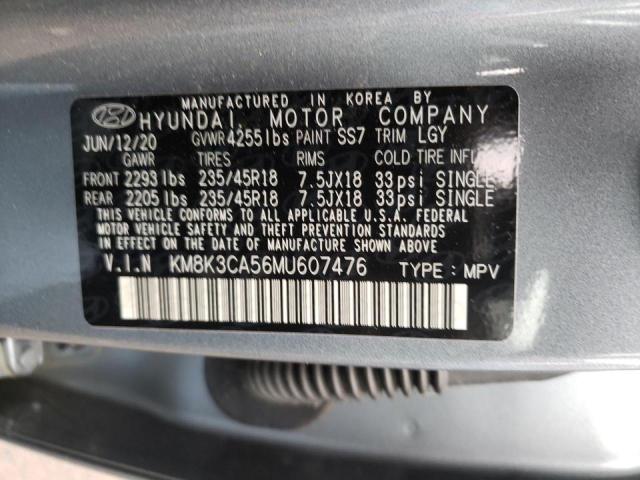 MANUFACTURED IN KOREA BY
HYUNDAI MOTOR COMPANY
JUN/12/20 GVWR 4255lbs PAINT SS7 TRIM LGY
GAWR TIRES RIMS COLD TIRE INFL
FRONT 2293 lbs 235/45R18 7.5JX18 33psi SINGLE
REAR 2205 lbs 235/45R18 7.5JX18 33psi SINGLE
THIS VEHICLE CONFORMS TO ALL APPLICABLE U.S.A. FEDERAL
MOTOR VEHICLE SAFETY AND THEFT PREVENTION STANDARDS
IN EFFECT ON THE DATE OF MANUFACTURE SHOWN ABOVE.
V.I.N KM8K3CA56MU607476 TYPE : MPV